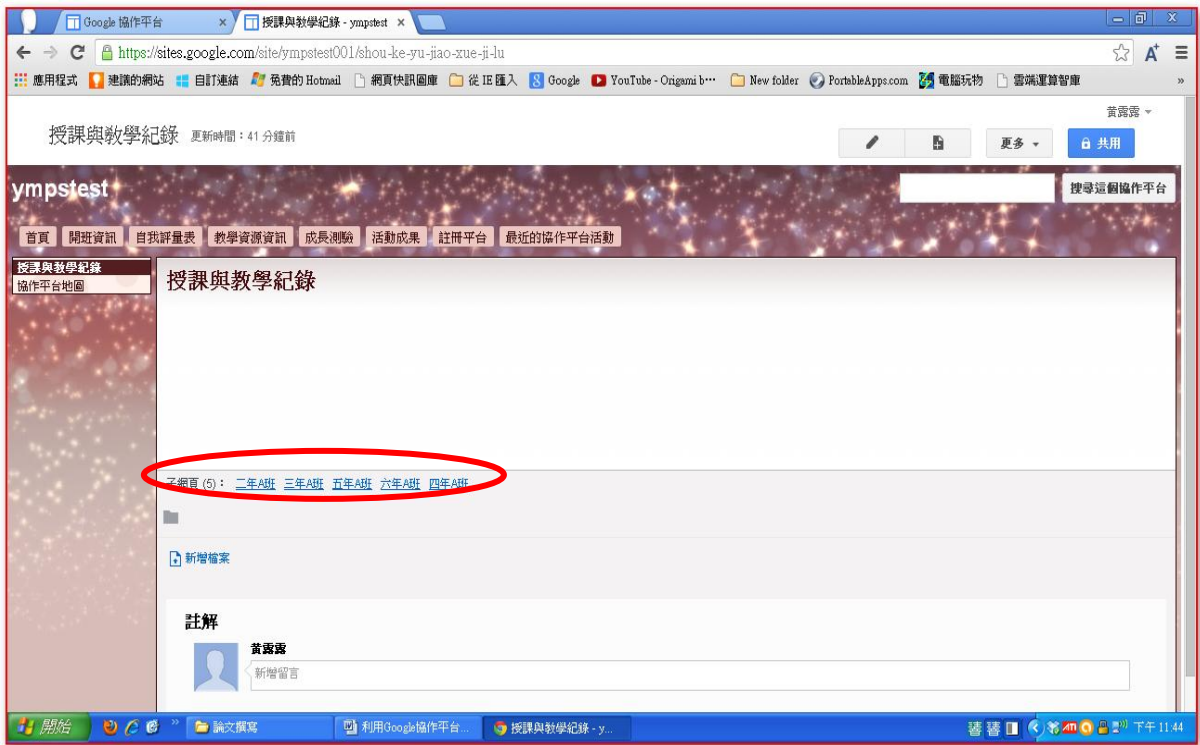 Google 協作平台
授課與教學紀錄 - ympstest
https://sites.google.com/site/ympstest001/shou-ke-yu-jiao-xue-ji-lu
應用程式 建議的網站 自訂連結 免費的 Hotmail 網頁快訊圖庫 從 IE 匯入 Google YouTube - Origami b… New folder PortableApps.com 電腦玩物 雲端運算智庫 »
黃露露
授課與教學紀錄 更新時間：41 分鐘前
更多 共用
ympstest
搜尋這個協作平台
首頁 開班資訊 自我評量表 教學資源資訊 成長測驗 活動成果 註冊平台 最近的協作平台活動
授課與教學紀錄
協作平台地圖
授課與教學紀錄
子網頁 (5)： 二年A班 三年A班 五年A班 六年A班 四年A班
新增檔案
註解
黃露露
新增留言
開始 » 論文撰寫 利用Google協作平台... 授課與教學紀錄 - y... 下午 11:44